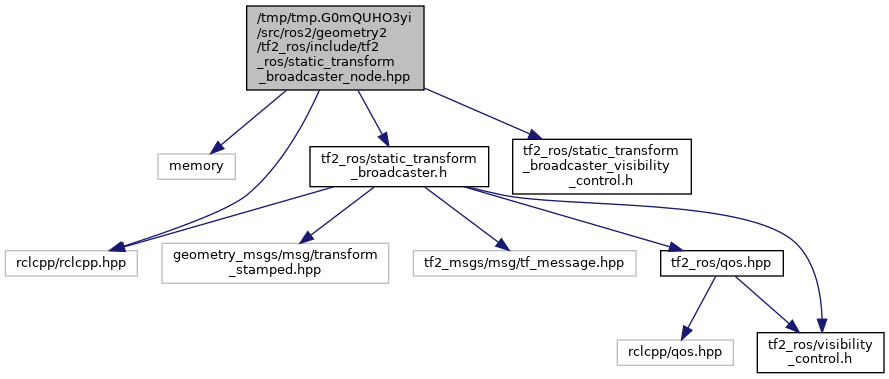 /tmp/tmp.G0mQUHO3yi
/src/ros2/geometry2
/tf2_ros/include/tf2
_ros/static_transform
_broadcaster_node.hpp
memory
tf2_ros/static_transform
_broadcaster.h
tf2_ros/static_transform
_broadcaster_visibility
_control.h
rclcpp/rclcpp.hpp
geometry_msgs/msg/transform
_stamped.hpp
tf2_msgs/msg/tf_message.hpp
tf2_ros/qos.hpp
rclcpp/qos.hpp
tf2_ros/visibility
_control.h